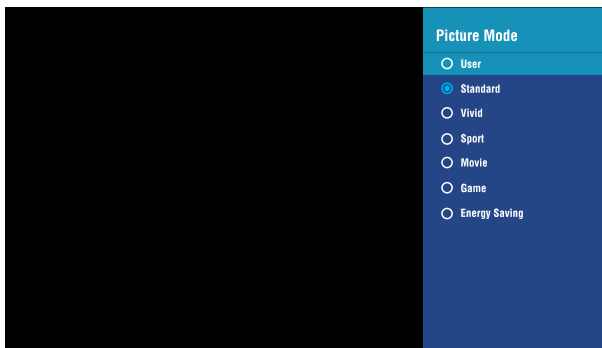 Picture Mode
User
Standard
Vivid
Sport
Movie
Game
Energy Saving